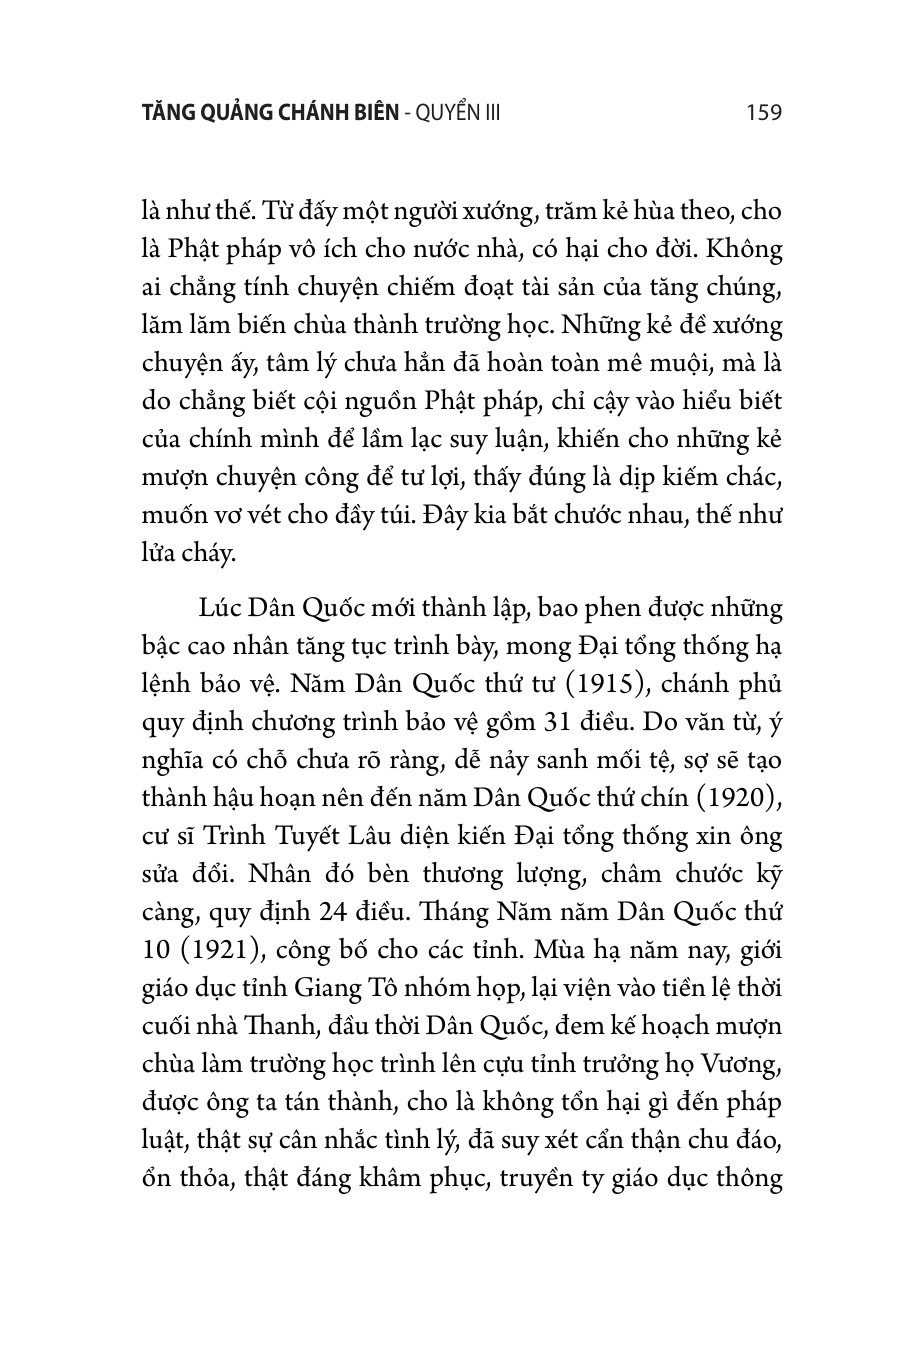 TĂNG QUẢNG CHÁNH BIÊN - QUYỂN III 159
là như thế. Từ đấy một người xướng, trăm kẻ hùa theo, cho
là Phật pháp vô ích cho nước nhà, có hại cho đời. Không
ai chẳng tính chuyện chiếm đoạt tài sản của tăng chúng,
lăm lăm biến chùa thành trường học. Những kẻ đề xướng
chuyện ấy, tâm lý chưa hẳn đã hoàn toàn mê muội, mà là
do chẳng biết cội nguồn Phật pháp, chỉ cậy vào hiểu biết
của chính mình để lầm lạc suy luận, khiến cho những kẻ
mượn chuyện công để tư lợi, thấy đúng là dịp kiếm chác,
muốn vơ vét cho đầy túi. Đây kia bắt chước nhau, thế như
lửa cháy.
Lúc Dân Quốc mới thành lập, bao phen được những
bậc cao nhân tăng tục trình bày, mong Đại tổng thống hạ
lệnh bảo vệ. Năm Dân Quốc thứ tư (1915), chánh phủ
quy định chương trình bảo vệ gồm 31 điều. Do văn từ, ý
nghĩa có chỗ chưa rõ ràng, dễ nảy sanh mối tệ, sợ sẽ tạo
thành hậu hoạn nên đến năm Dân Quốc thứ chín (1920),
cư sĩ Trình Tuyết Lâu diện kiến Đại tổng thống xin ông
sửa đổi. Nhân đó bèn thương lượng, châm chước kỹ
càng, quy định 24 điều. Tháng Năm năm Dân Quốc thứ
10 (1921), công bố cho các tỉnh. Mùa hạ năm nay, giới
giáo dục tỉnh Giang Tô nhóm họp, lại viện vào tiền lệ thời
cuối nhà Thanh, đầu thời Dân Quốc, đem kế hoạch mượn
chùa làm trường học trình lên cựu tỉnh trưởng họ Vương,
được ông ta tán thành, cho là không tổn hại gì đến pháp
luật, thật sự cân nhắc tình lý, đã suy xét cẩn thận chu đáo,
ổn thỏa, thật đáng khâm phục, truyền ty giáo dục thông